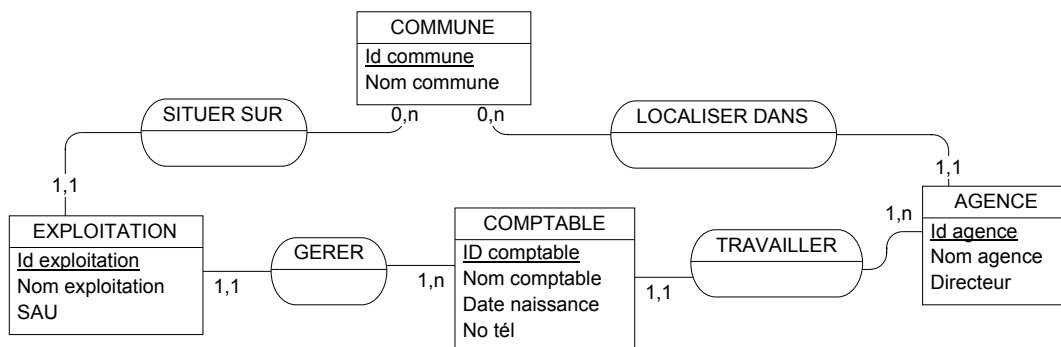 COMMUNE
Id commune
Nom commune
SITUER SUR
0,n
0,n
LOCALISER DANS
1,1
1,1
EXPLOITATION
Id exploitation
Nom exploitation
SAU
GERER
1,1
1,n
COMPTABLE
ID comptable
Nom comptable
Date naissance
No tél
TRAVAILLER
1,1
1,n
AGENCE
Id agence
Nom agence
Directeur